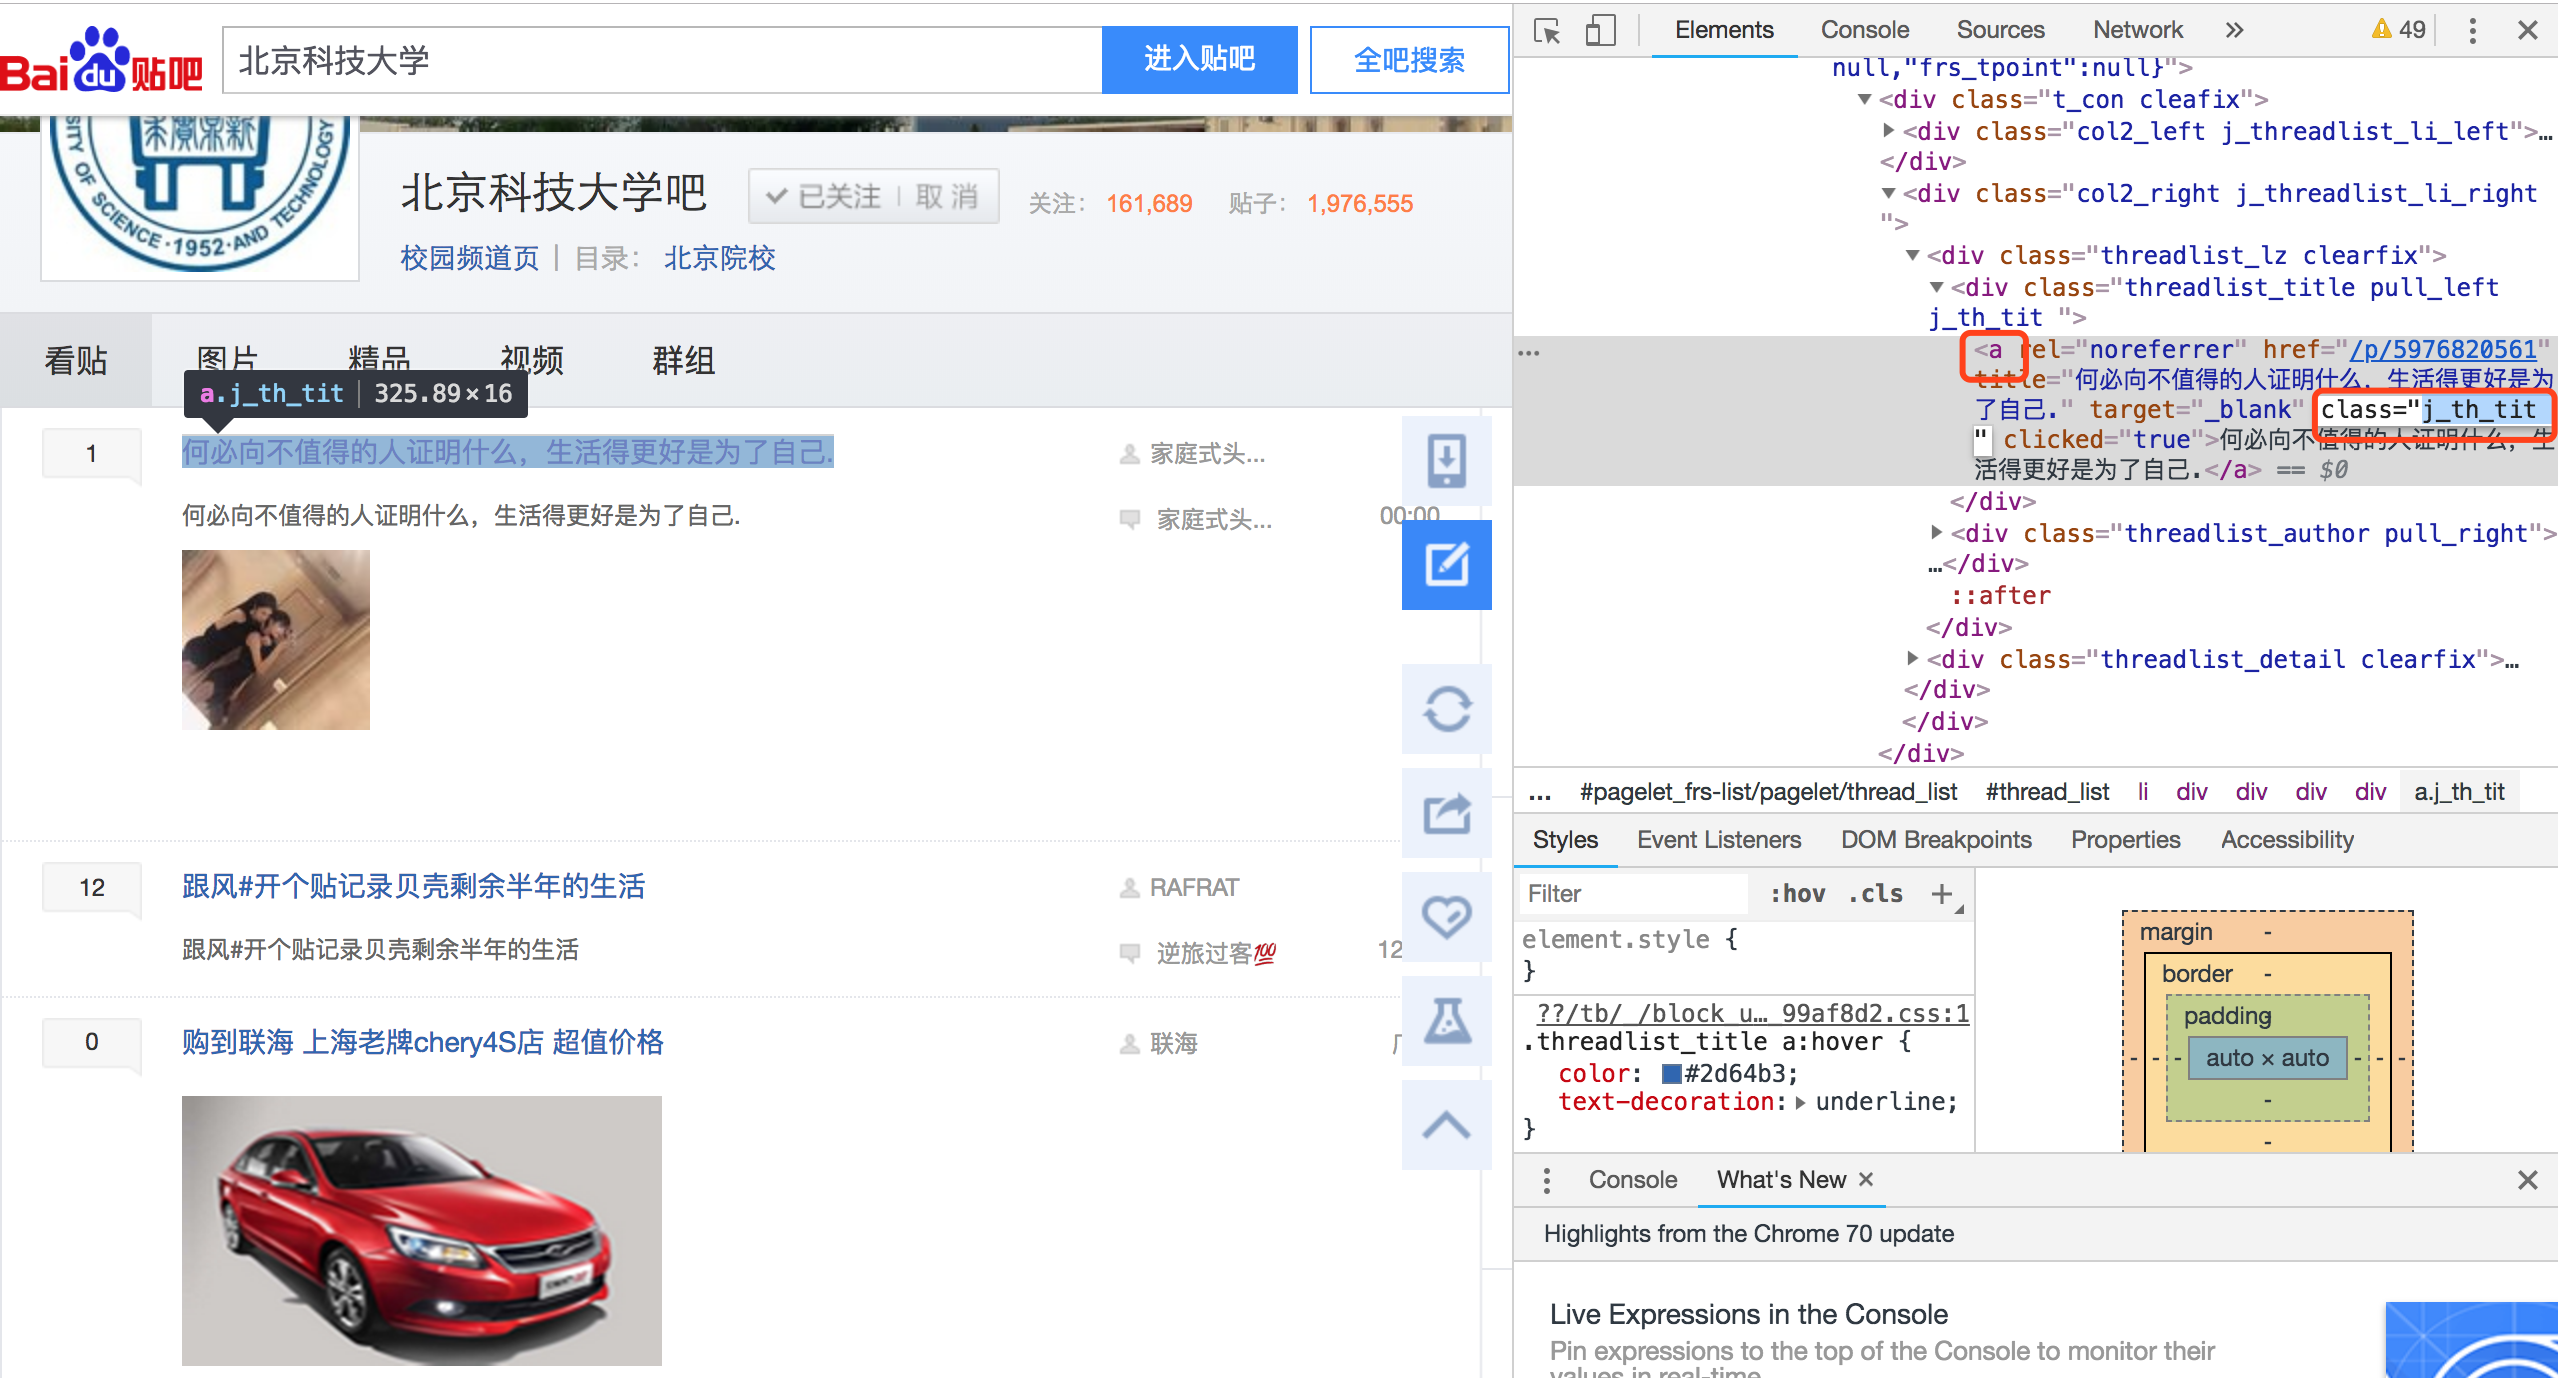 Baidu贴吧
北京科技大学
进入贴吧
全吧搜索
SITY OF SCIENCE·1952·AND TECHNOLOGY
北京科技大学吧
已关注 | 取 消
关注: 161,689 贴子: 1,976,555
校园频道页 | 目录: 北京院校
看贴 图片 精品 视频 群组
a.j_th_tit | 325.89×16
1
何必向不值得的人证明什么，生活得更好是为了自己.
家庭式头...
何必向不值得的人证明什么，生活得更好是为了自己.
家庭式头...
00:00
12
跟风#开个贴记录贝壳剩余半年的生活
RAFRAT
跟风#开个贴记录贝壳剩余半年的生活
逆旅过客💯
12
0
购到联海 上海老牌chery4S店 超值价格
联海
Elements Console Sources Network » 49
null,"frs_tpoint":null}">
▼<div class="t_con cleafix">
▶<div class="col2_left j_threadlist_li_left">…
</div>
▼<div class="col2_right j_threadlist_li_right
">
▼<div class="threadlist_lz clearfix">
▼<div class="threadlist_title pull_left
j_th_tit ">
… <a rel="noreferrer" href="/p/5976820561"
title="何必向不值得的人证明什么，生活得更好是为
了自己." target="_blank" class="j_th_tit
" clicked="true">何必向不值得的人证明什么，生
活得更好是为了自己.</a> == $0
</div>
▶<div class="threadlist_author pull_right">
…</div>
::after
</div>
▶<div class="threadlist_detail clearfix">…
</div>
</div>
</div>
... #pagelet_frs-list/pagelet/thread_list #thread_list li div div div div a.j_th_tit
Styles Event Listeners DOM Breakpoints Properties Accessibility
Filter :hov .cls +
element.style {
}
??/tb/_/block_u…_99af8d2.css:1
.threadlist_title a:hover {
color: #2d64b3;
text-decoration:▶underline;
}
margin -
border -
padding
- - - auto × auto - - -
-
-
Console What's New ×
Highlights from the Chrome 70 update
Live Expressions in the Console
Pin expressions to the top of the Console to monitor their
values in real-time.